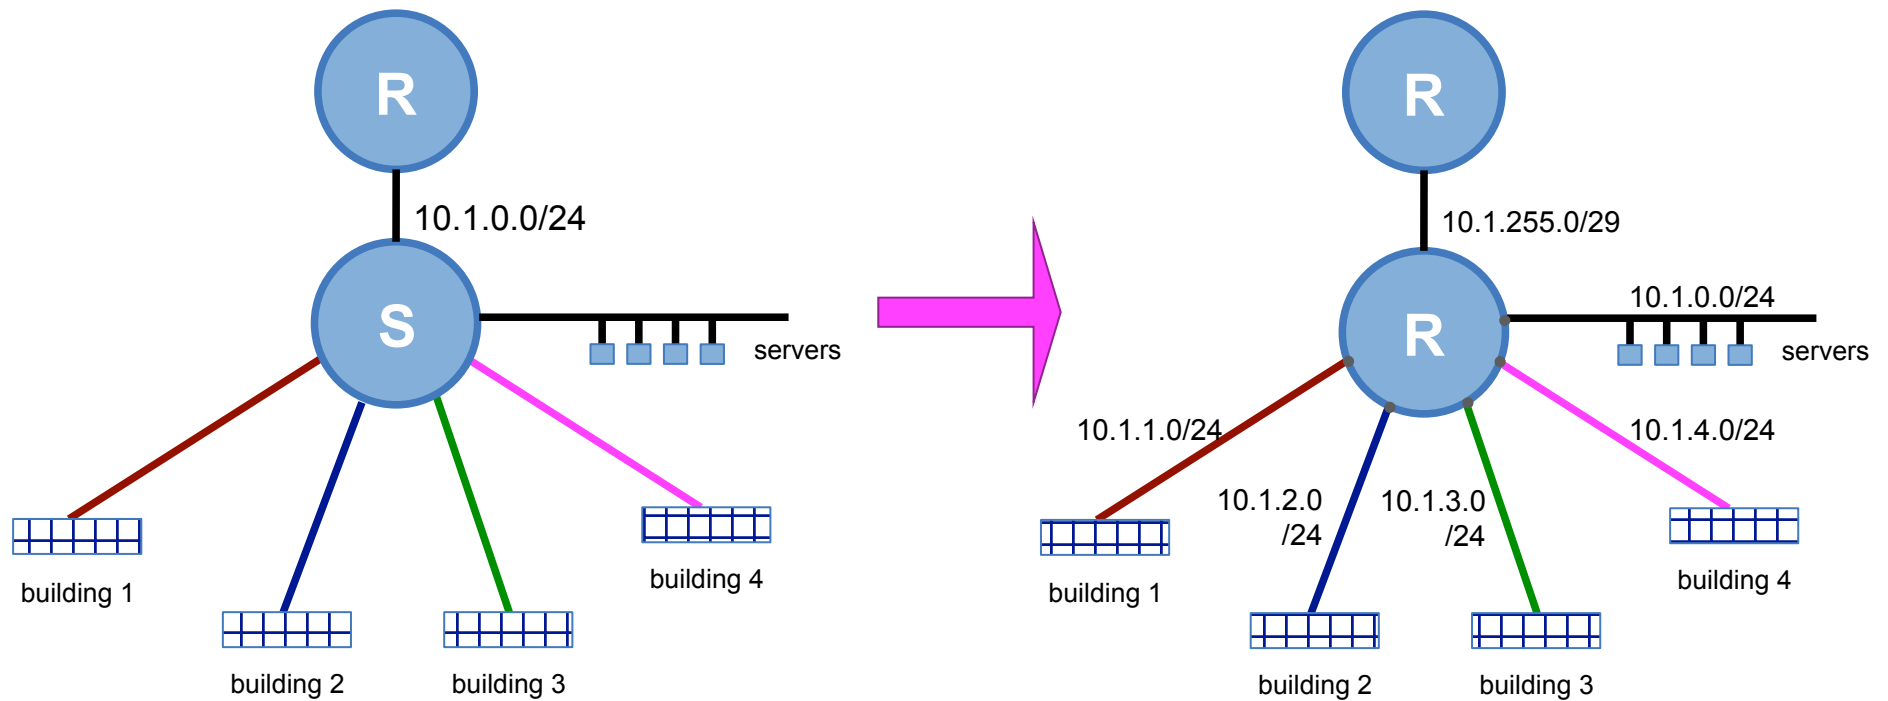 R
10.1.0.0/24
S
servers
building 1
building 2
building 3
building 4
R
10.1.255.0/29
R
10.1.0.0/24
servers
10.1.1.0/24
10.1.2.0
/24
10.1.3.0
/24
10.1.4.0/24
building 1
building 2
building 3
building 4